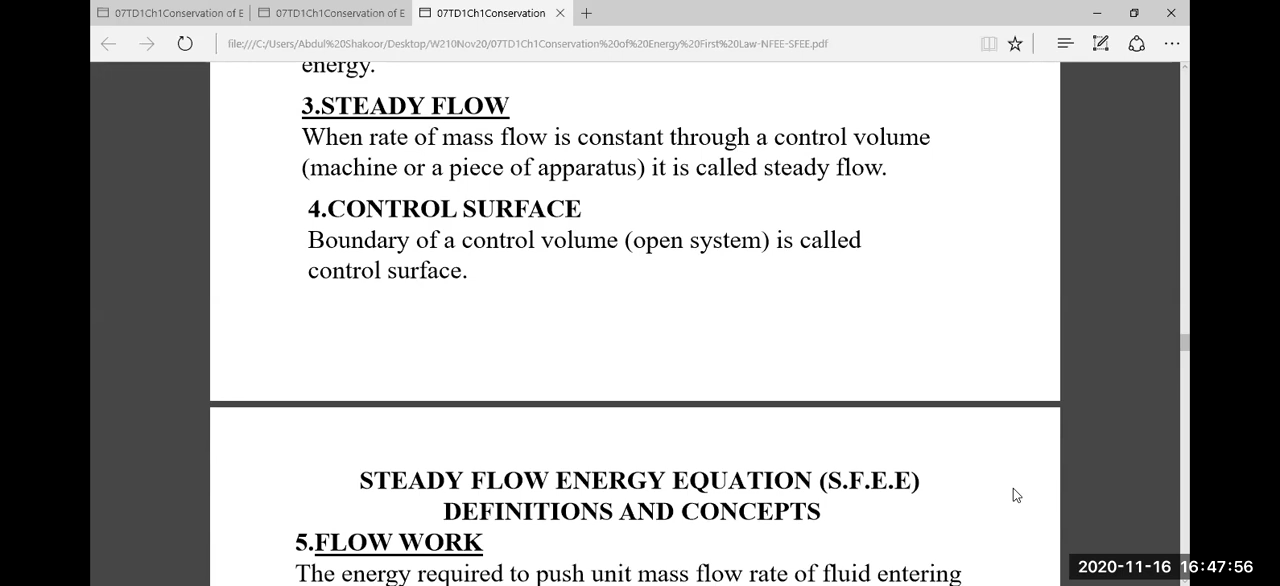 07TD1Ch1Conservation of E
07TD1Ch1Conservation of E
07TD1Ch1Conservation
file:///C:/Users/Abdul%20Shakoor/Desktop/W210Nov20/07TD1Ch1Conservation%20of%20Energy%20First%20Law-NFEE-SFEE.pdf
energy.
3.STEADY FLOW
When rate of mass flow is constant through a control volume
(machine or a piece of apparatus) it is called steady flow.
4.CONTROL SURFACE
Boundary of a control volume (open system) is called
control surface.
STEADY FLOW ENERGY EQUATION (S.F.E.E)
DEFINITIONS AND CONCEPTS
5.FLOW WORK
The energy required to push unit mass flow rate of fluid entering
2020-11-16 16:47:56